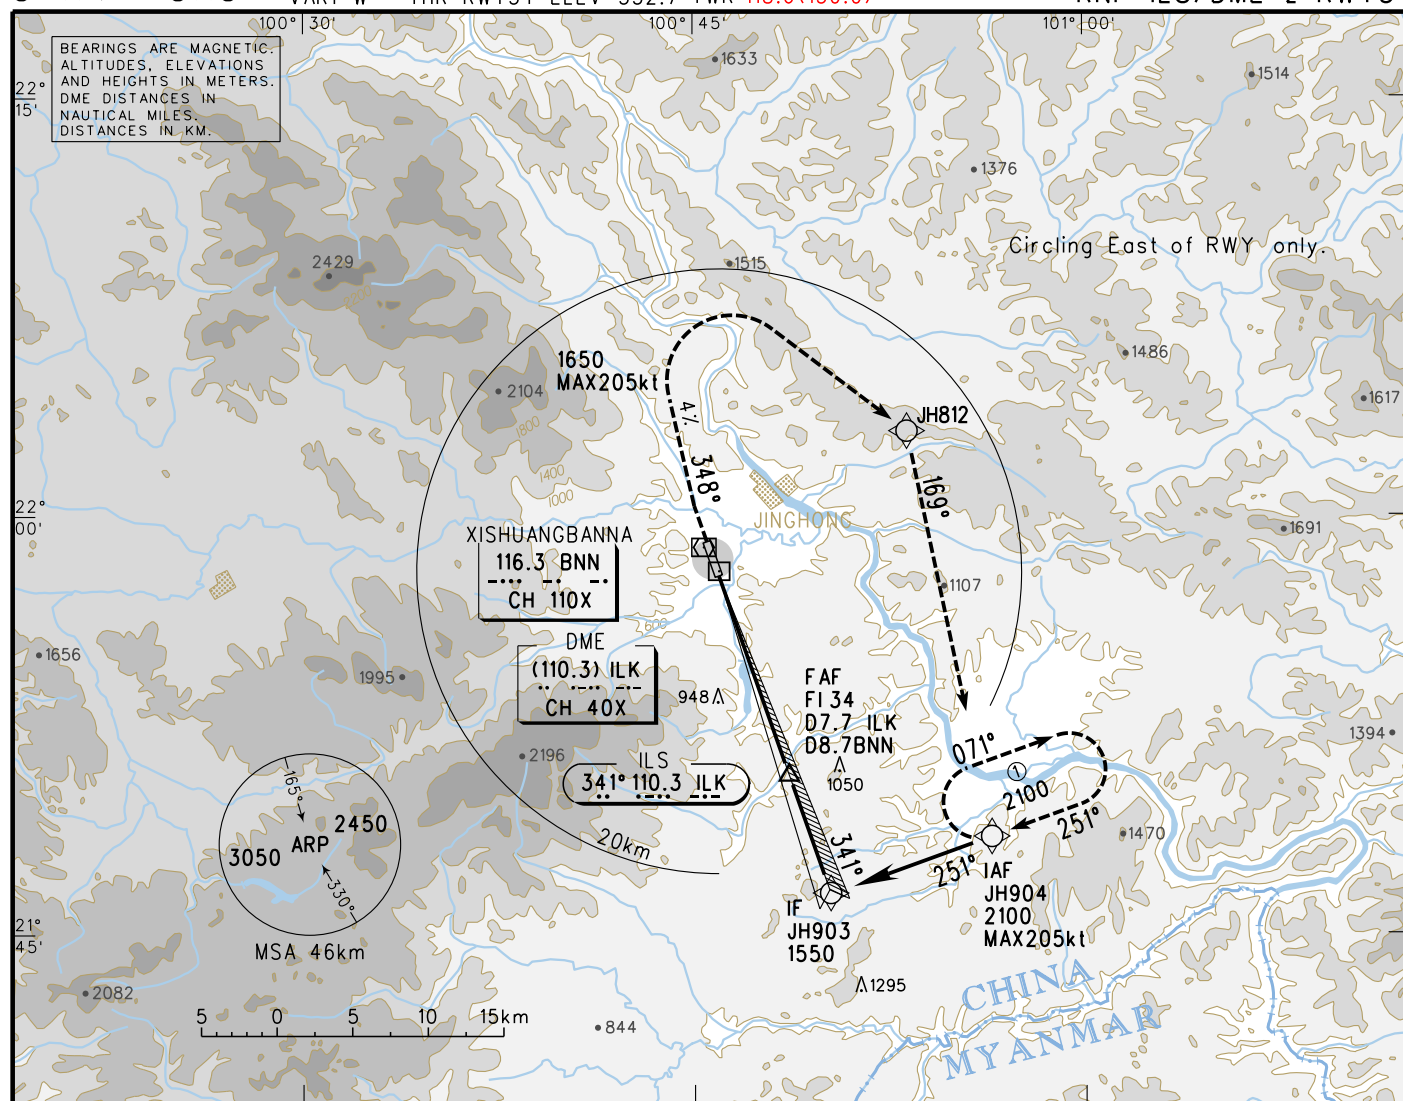 100°30'
100°45'
101°00'
BEARINGS ARE MAGNETIC.
ALTITUDES, ELEVATIONS
AND HEIGHTS IN METERS.
DME DISTANCES IN
NAUTICAL MILES.
DISTANCES IN KM.
22°
15'
1633
1514
1376
Circling East of RWY only.
2429
2000
1515
1650
MAX205kt
1486
2104
1617
1800
4%
JH812
348°
1400
1000
169°
22°
00'
JINGHONG
1691
XISHUANGBANNA
116.3 BNN
CH 110X
1107
600
DME
(110.3) ILK
CH 40X
1656
1995
948
FAF
FI34
D7.7 ILK
D8.7BNN
1050
1394
2196
071°
ILS
341° 110.3 ILK
2100
1
251°
1470
165°
2450
ARP
3050
330°
20km
341°
251°
IAF
JH904
2100
MAX205kt
IF
JH903
1550
21°
45'
MSA 46km
2082
1295
CHINA
MYANMAR
5 0 5 10 15km
844